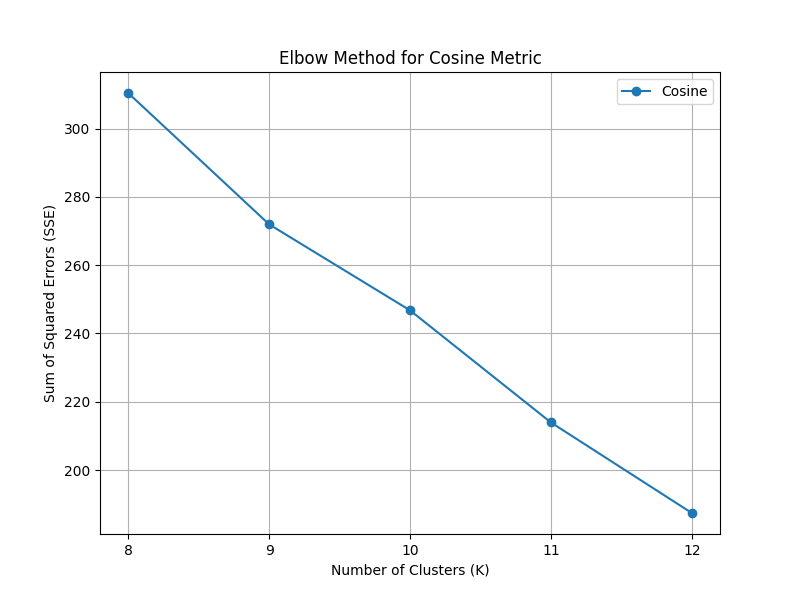 Elbow Method for Cosine Metric
Cosine
Sum of Squared Errors (SSE)
300
280
260
240
220
200
8 9 10 11 12
Number of Clusters (K)